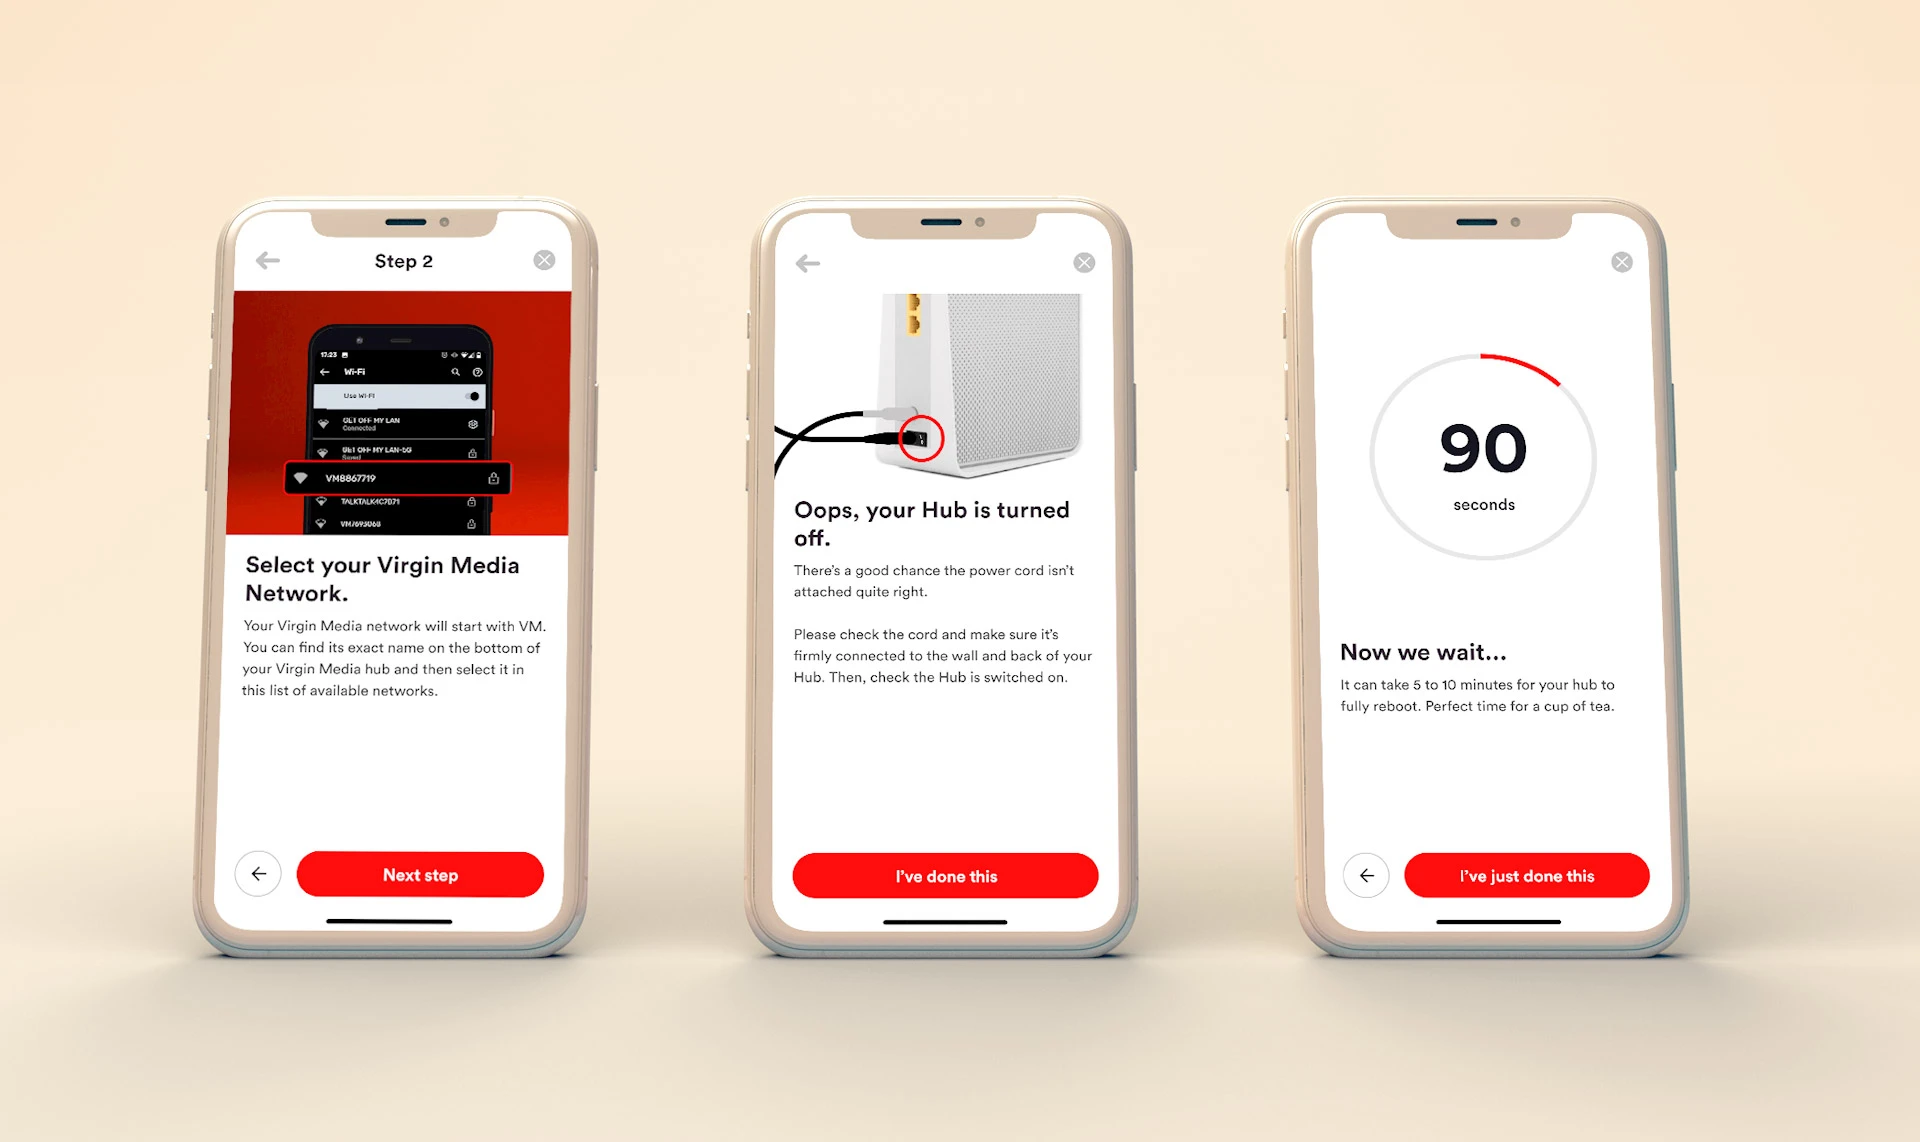 Step 2
17:23
Wi-Fi
Use Wi-Fi
GET OFF MY LAN
Connected
GET OFF MY LAN-5G
Saved
VM8867719
TALKTALK4C7D71
VM7693068
Select your Virgin Media
Network.
Your Virgin Media network will start with VM.
You can find its exact name on the bottom of
your Virgin Media hub and then select it in
this list of available networks.
Next step
Oops, your Hub is turned
off.
There's a good chance the power cord isn't
attached quite right.
Please check the cord and make sure it's
firmly connected to the wall and back of your
Hub. Then, check the Hub is switched on.
I've done this
90
seconds
Now we wait...
It can take 5 to 10 minutes for your hub to
fully reboot. Perfect time for a cup of tea.
I've just done this